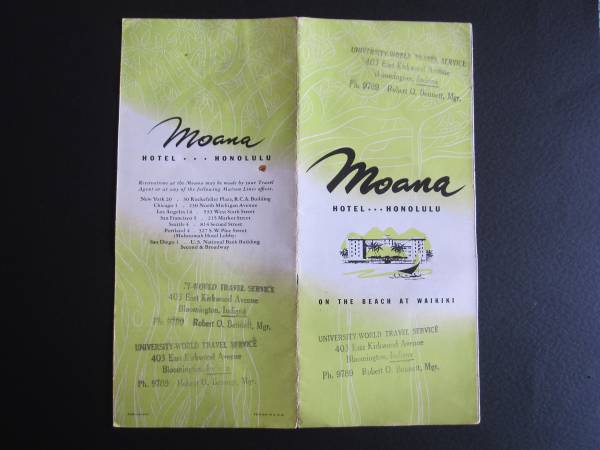 Moana
HOTEL ··· HONOLULU
Reservations at the Moana may be made by your Travel
Agent or at any of the following Matson Lines offices.
New York 20 . 30 Rockefeller Plaza, R.C.A. Building
Chicago 1 . 230 North Michigan Avenue
Los Angeles 14 . 523 West Sixth Street
San Francisco 5 . 215 Market Street
Seattle 4 . 814 Second Street
Portland 4 . 327 S.W. Pine Street
(Multnomah Hotel Lobby)
San Diego 1 . U.S. National Bank Building
Second & Broadway
Y-WORLD TRAVEL SERVICE
403 East Kirkwood Avenue
Bloomington, Indiana
Ph. 9789 Robert O. Bennett, Mgr.
UNIVERSITY-WORLD TRAVEL SERVICE
403 East Kirkwood Avenue
Bloomington, Indiana
Ph. 9789 Robert O. Bennett, Mgr.
UNIVERSITY-WORLD TRAVEL SERVICE
403 East Kirkwood Avenue
Bloomington, Indiana
Ph. 9789 Robert O. Bennett, Mgr.
Moana
HOTEL ··· HONOLULU
ON THE BEACH AT WAIKIKI
UNIVERSITY-WORLD TRAVEL SERVICE
403 East Kirkwood Avenue
Bloomington, Indiana
Ph. 9789 Robert O. Bennett, Mgr.